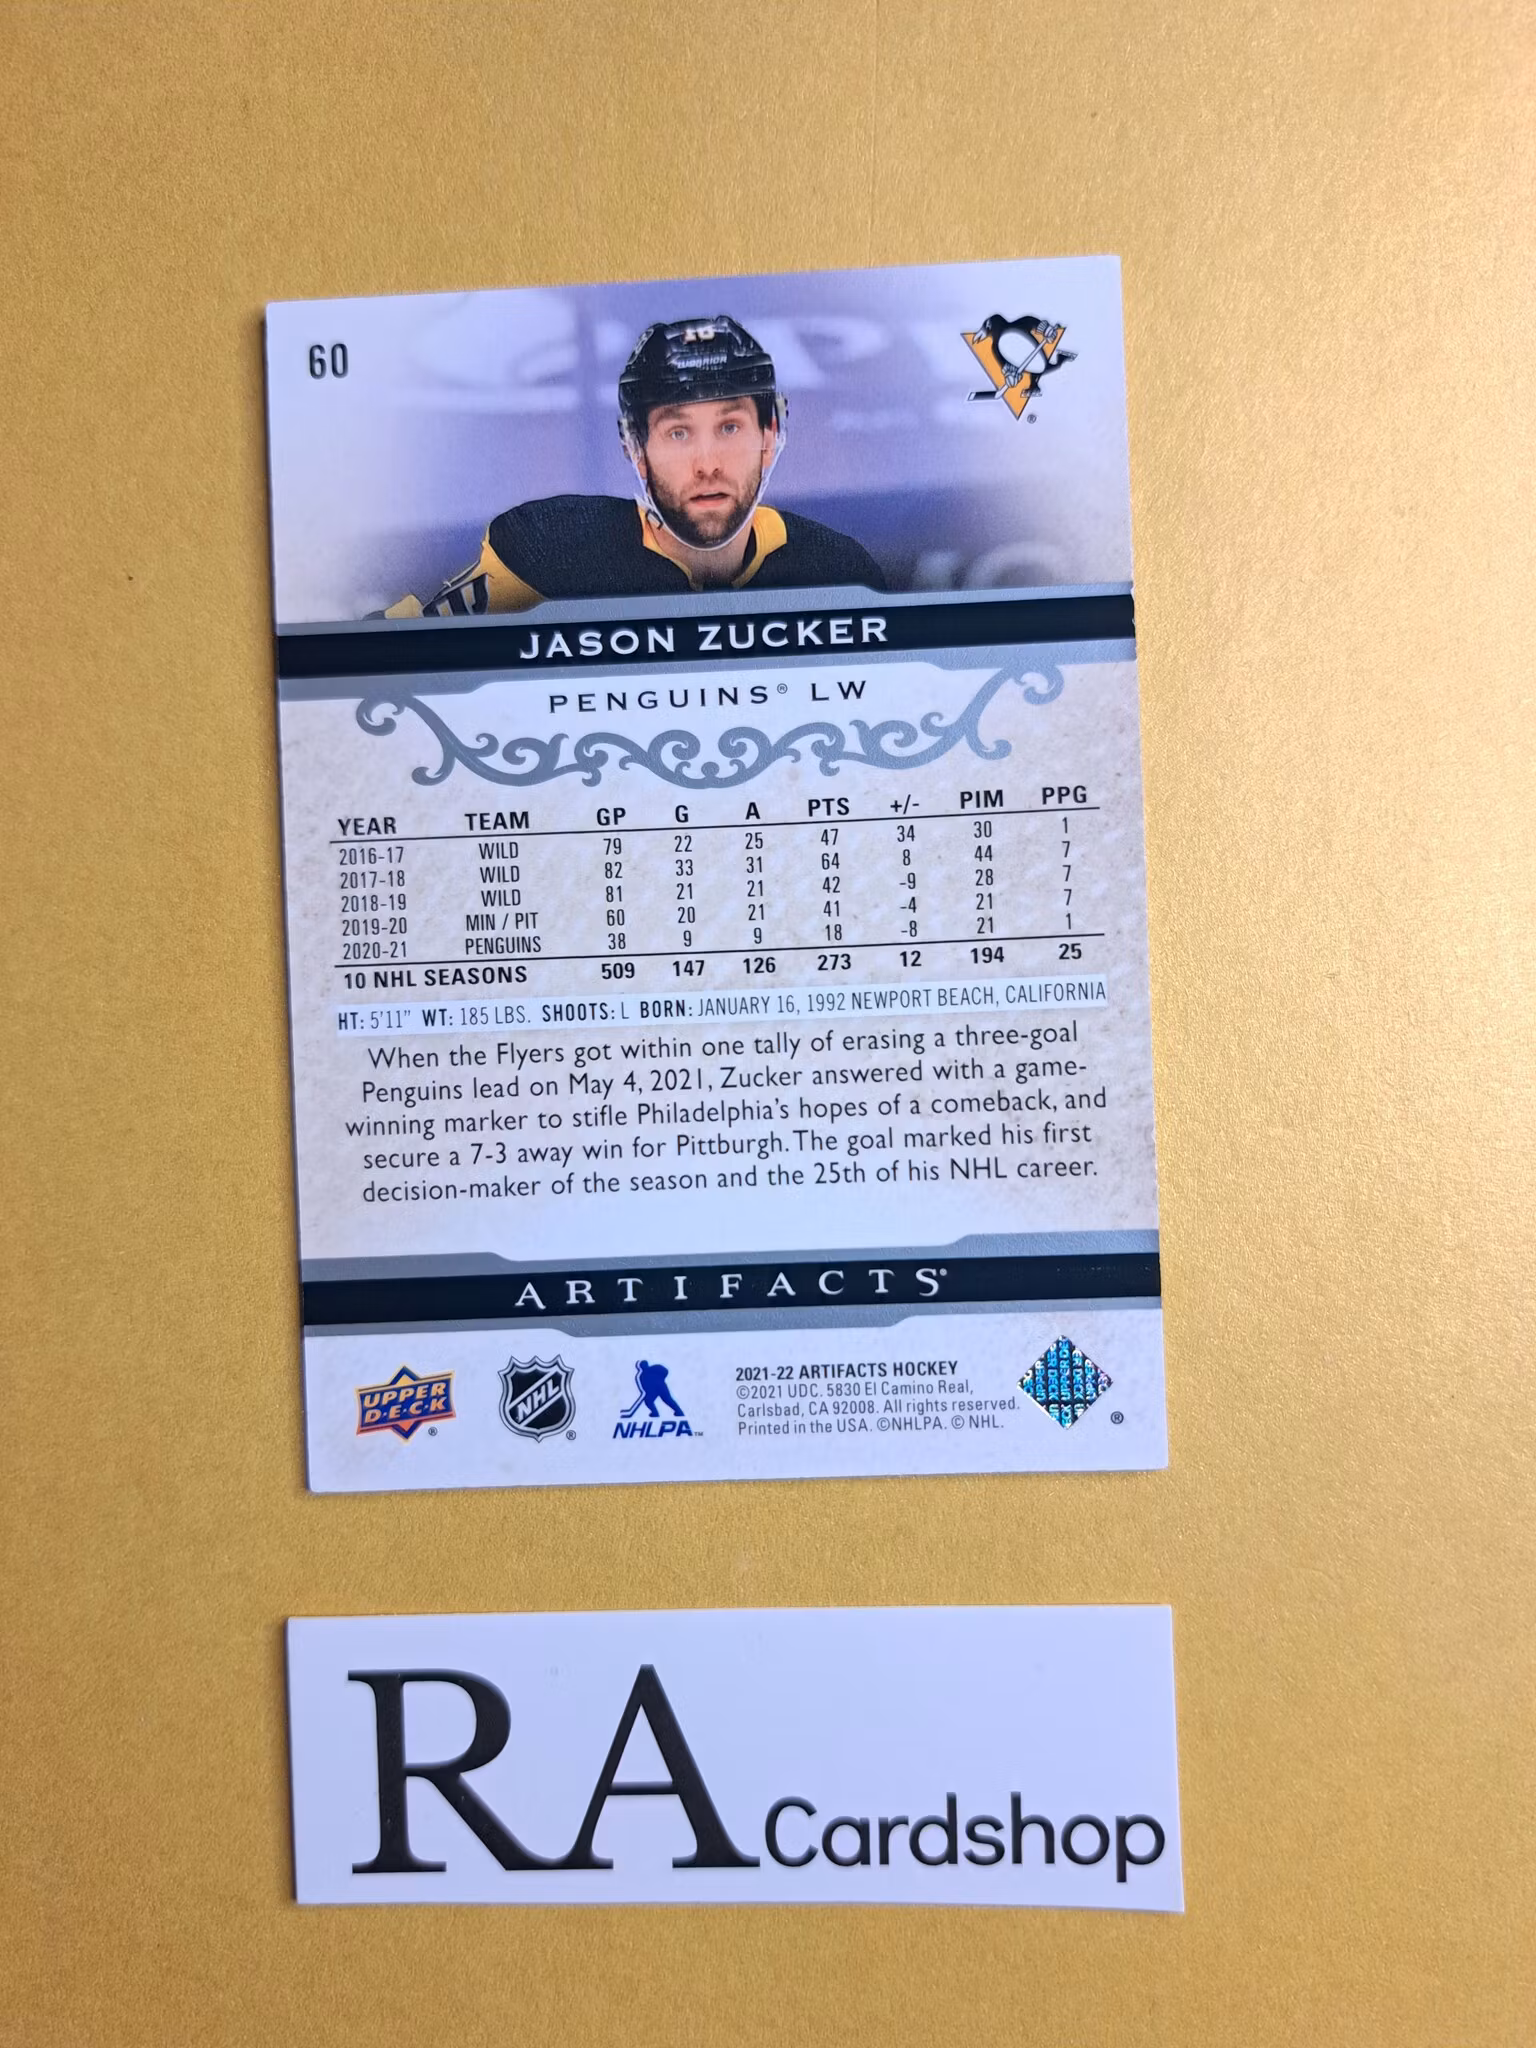 60
16
WARRIOR
JASON ZUCKER
PENGUINS® LW
YEAR TEAM GP G A PTS +/- PIM PPG
2016-17 WILD 79 22 25 47 34 30 1
2017-18 WILD 82 33 31 64 8 44 7
2018-19 WILD 81 21 21 42 -9 28 7
2019-20 MIN / PIT 60 20 21 41 -4 21 7
2020-21 PENGUINS 38 9 9 18 -8 21 1
10 NHL SEASONS 509 147 126 273 12 194 25
HT: 5'11" WT: 185 LBS. SHOOTS: L BORN: JANUARY 16, 1992 NEWPORT BEACH, CALIFORNIA
When the Flyers got within one tally of erasing a three-goal
Penguins lead on May 4, 2021, Zucker answered with a game-
winning marker to stifle Philadelphia's hopes of a comeback, and
secure a 7-3 away win for Pittburgh. The goal marked his first
decision-maker of the season and the 25th of his NHL career.
ARTIFACTS®
UPPER
D·E·C·K®
NHL®
NHLPA™
2021-22 ARTIFACTS HOCKEY
©2021 UDC. 5830 El Camino Real,
Carlsbad, CA 92008. All rights reserved.
Printed in the USA. ©NHLPA. © NHL.
®
RA Cardshop